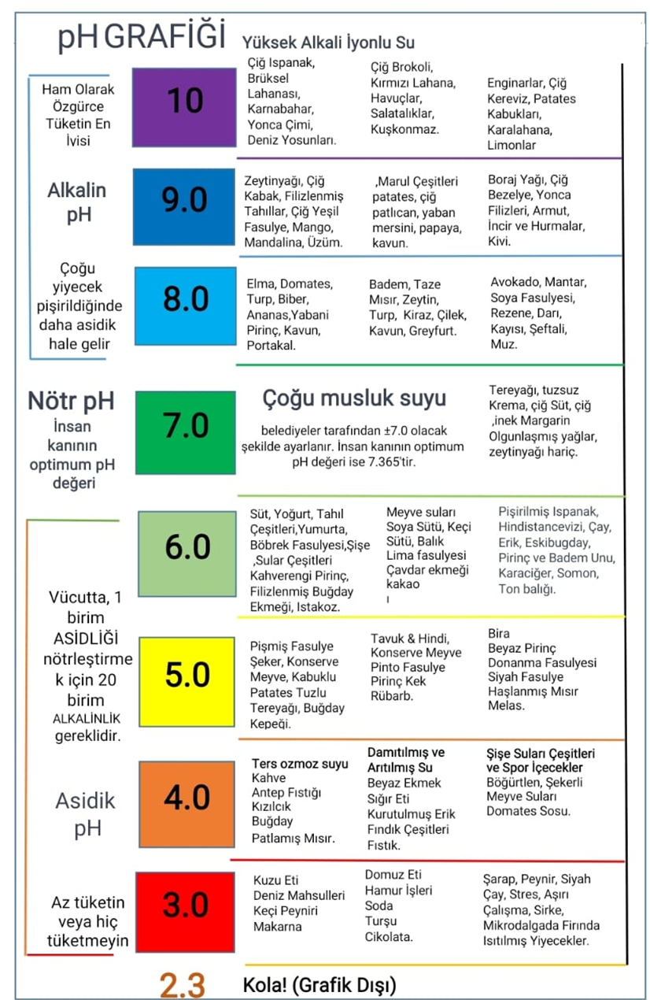 pH GRAFİĞİ
Yüksek Alkali İyonlu Su
Ham Olarak
Özgürce
Tüketin En
İvisi
10
Çiğ Ispanak,
Brüksel
Lahanası,
Karnabahar,
Yonca Çimi,
Deniz Yosunları.
Çiğ Brokoli,
Kırmızı Lahana,
Havuçlar,
Salatalıklar,
Kuşkonmaz.
Enginarlar, Çiğ
Kereviz, Patates
Kabukları,
Karalahana,
Limonlar
Alkalin
pH
9.0
Zeytinyağı, Çiğ
Kabak, Filizlenmiş
Tahıllar, Çiğ Yeşil
Fasulye, Mango,
Mandalina, Üzüm.
,Marul Çeşitleri
patates, çiğ
patlıcan, yaban
mersini, papaya,
kavun.
Boraj Yağı, Çiğ
Bezelye, Yonca
Filizleri, Armut,
İncir ve Hurmalar,
Kivi.
Çoğu
yiyecek
pişirildiğinde
daha asidik
hale gelir
8.0
Elma, Domates,
Turp, Biber,
Ananas,Yabani
Pirinç, Kavun,
Portakal.
Badem, Taze
Mısır, Zeytin,
Turp, Kiraz, Çilek,
Kavun, Greyfurt.
Avokado, Mantar,
Soya Fasulyesi,
Rezene, Darı,
Kayısı, Şeftali,
Muz.
Nötr pH
İnsan
kanının
optimum pH
değeri
7.0
Çoğu musluk suyu
belediyeler tarafından ±7.0 olacak
şekilde ayarlanır. İnsan kanının optimum
pH değeri ise 7.365'tir.
Tereyağı, tuzsuz
Krema, çiğ Süt, çiğ
,inek Margarin
Olgunlaşmış yağlar,
zeytinyağı hariç.
6.0
Süt, Yoğurt, Tahıl
Çeşitleri,Yumurta,
Böbrek Fasulyesi,Şişe
,Sular Çeşitleri
Kahverengi Pirinç,
Filizlenmiş Buğday
Ekmeği, Istakoz.
Meyve suları
Soya Sütü, Keçi
Sütü, Balık
Lima fasulyesi
Çavdar ekmeği
kakao
ı
Pişirilmiş Ispanak,
Hindistancevizi, Çay,
Erik, Eskibugday,
Pirinç ve Badem Unu,
Karaciğer, Somon,
Ton balığı.
Vücutta, 1
birim
ASİDLİĞİ
nötrleştirme
k için 20
birim
ALKALİNLİK
gereklidir.
5.0
Pişmiş Fasulye
Şeker, Konserve
Meyve, Kabuklu
Patates Tuzlu
Tereyağı, Buğday
Kepeği.
Tavuk & Hindi,
Konserve Meyve
Pinto Fasulye
Pirinç Kek
Rübarb.
Bira
Beyaz Pirinç
Donanma Fasulyesi
Siyah Fasulye
Haşlanmış Mısır
Melas.
Asidik
pH
4.0
Ters ozmoz suyu
Kahve
Antep Fıstığı
Kızılcık
Buğday
Patlamış Mısır.
Damıtılmış ve
Arıtılmış Su
Beyaz Ekmek
Sığır Eti
Kurutulmuş Erik
Fındık Çeşitleri
Fıstık.
Şişe Suları Çeşitleri
ve Spor İçecekler
Böğürtlen, Şekerli
Meyve Suları
Domates Sosu.
Az tüketin
veya hiç
tüketmeyin
3.0
Kuzu Eti
Deniz Mahsulleri
Keçi Peyniri
Makarna
Domuz Eti
Hamur İşleri
Soda
Turşu
Cikolata.
Şarap, Peynir, Siyah
Çay, Stres, Aşırı
Çalışma, Sirke,
Mikrodalgada Fırında
Isıtılmış Yiyecekler.
2.3
Kola! (Grafik Dışı)